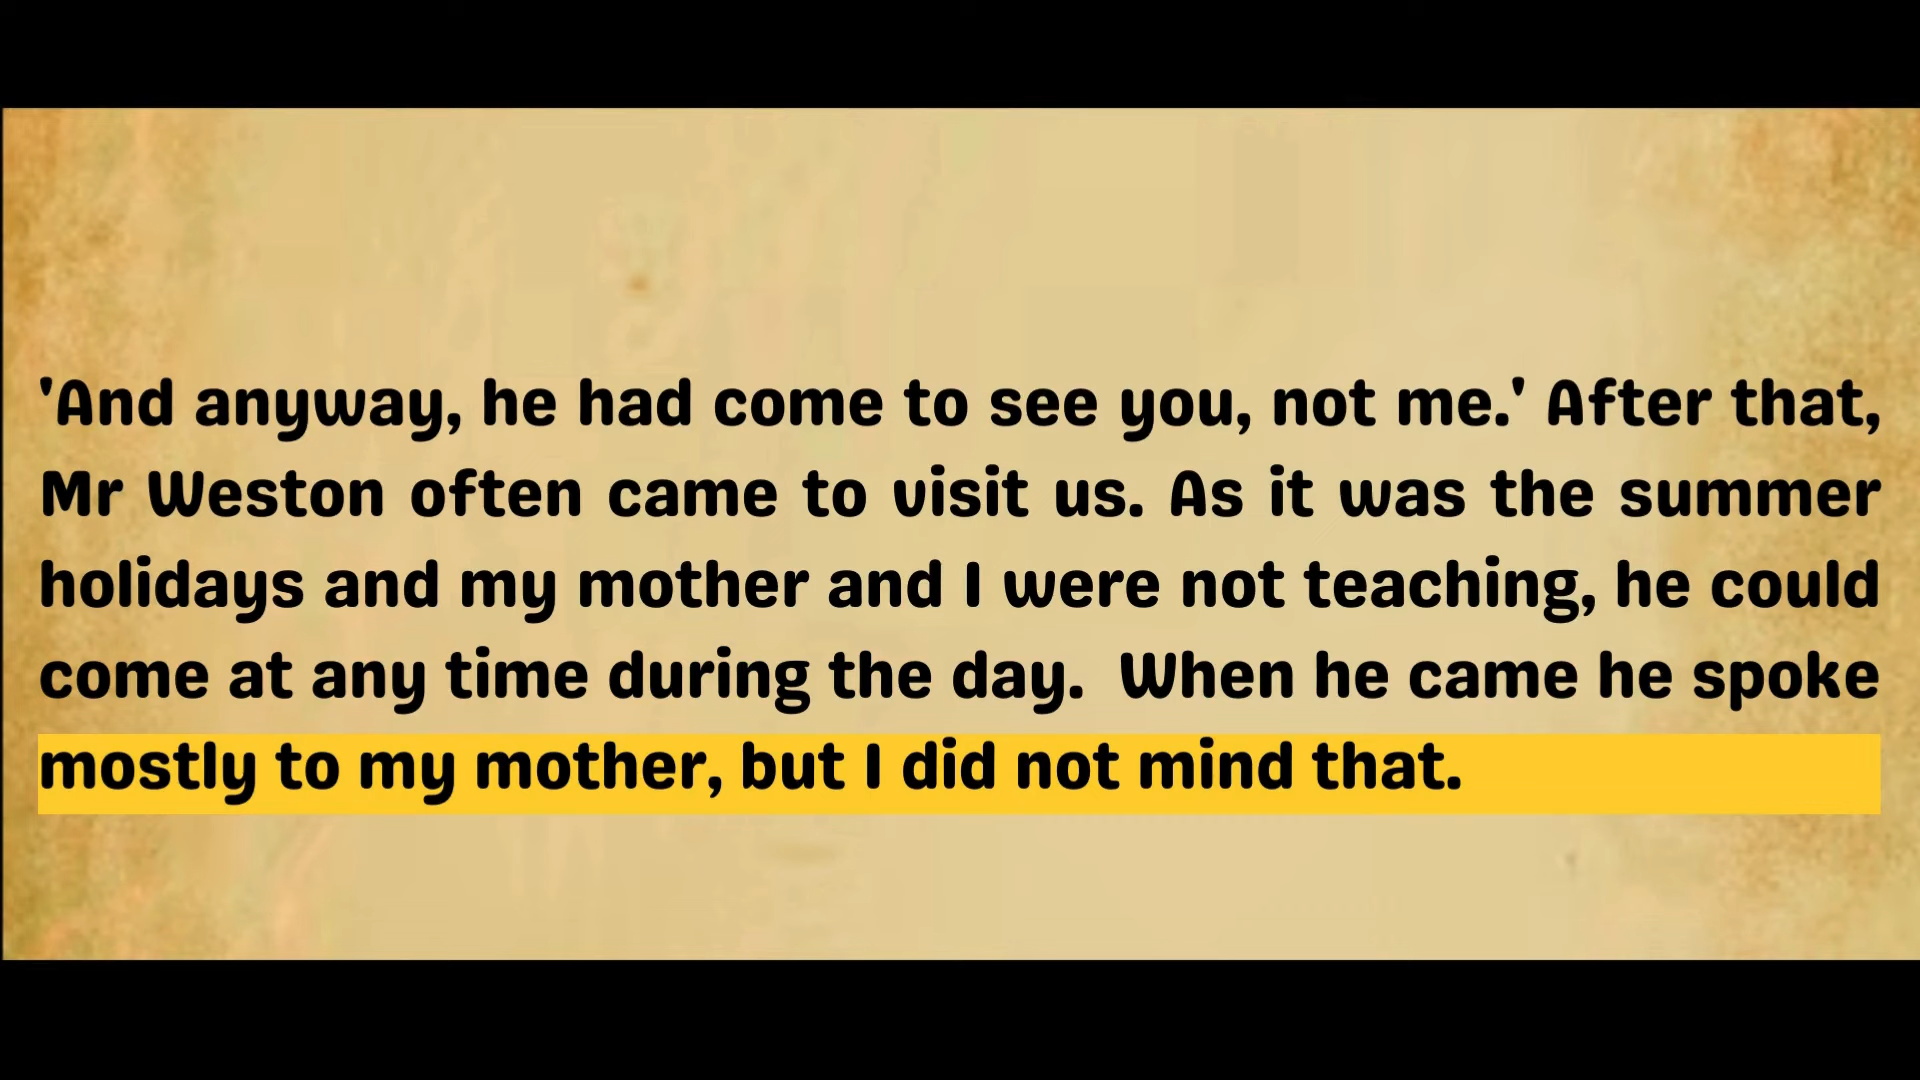 'And anyway, he had come to see you, not me.' After that,
Mr Weston often came to visit us. As it was the summer
holidays and my mother and I were not teaching, he could
come at any time during the day.  When he came he spoke
mostly to my mother, but I did not mind that.